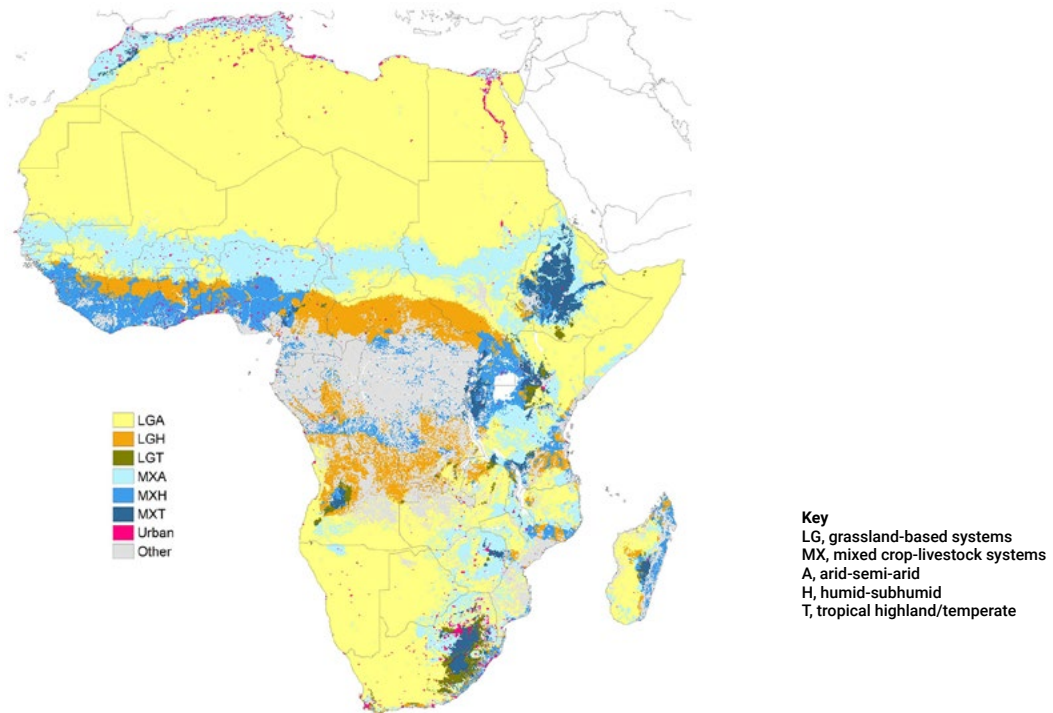 LGA
LGH
LGT
MXA
MXH
MXT
Urban
Other
Key
LG, grassland-based systems
MX, mixed crop-livestock systems
A, arid-semi-arid
H, humid-subhumid
T, tropical highland/temperate